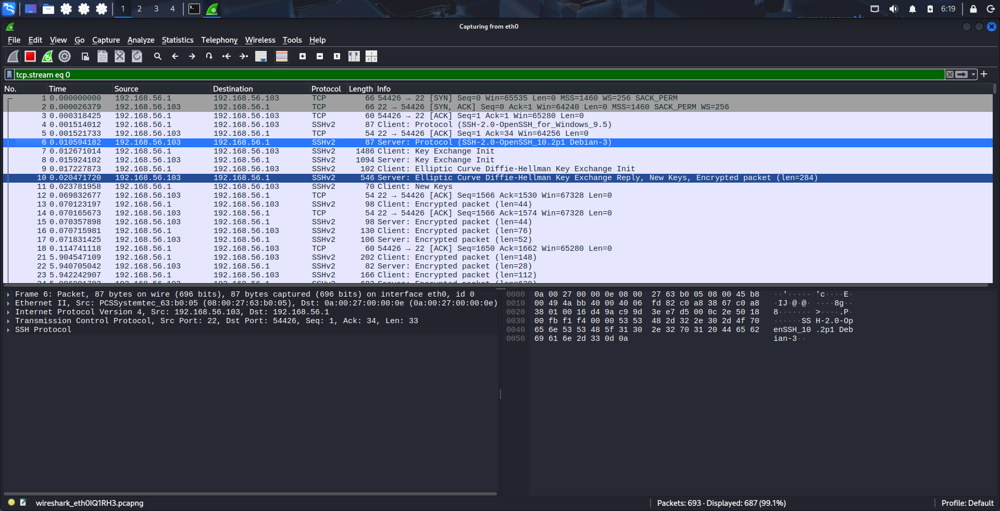 1 2 3 4 6:19
Capturing from eth0
File Edit View Go Capture Analyze Statistics Telephony Wireless Tools Help
tcp.stream eq 0
No. Time Source Destination Protocol Length Info
1 0.000000000 192.168.56.1 192.168.56.103 TCP 66 54426 → 22 [SYN] Seq=0 Win=65535 Len=0 MSS=1460 WS=256 SACK_PERM
2 0.000026379 192.168.56.103 192.168.56.1 TCP 66 22 → 54426 [SYN, ACK] Seq=0 Ack=1 Win=64240 Len=0 MSS=1460 SACK_PERM WS=256
3 0.000318425 192.168.56.1 192.168.56.103 TCP 60 54426 → 22 [ACK] Seq=1 Ack=1 Win=65280 Len=0
4 0.001514012 192.168.56.1 192.168.56.103 SSHv2 87 Client: Protocol (SSH-2.0-OpenSSH_for_Windows_9.5)
5 0.001521733 192.168.56.103 192.168.56.1 TCP 54 22 → 54426 [ACK] Seq=1 Ack=34 Win=64256 Len=0
6 0.010594182 192.168.56.103 192.168.56.1 SSHv2 87 Server: Protocol (SSH-2.0-OpenSSH_10.2p1 Debian-3)
7 0.012671014 192.168.56.1 192.168.56.103 SSHv2 1486 Client: Key Exchange Init
8 0.015924102 192.168.56.103 192.168.56.1 SSHv2 1094 Server: Key Exchange Init
9 0.017227873 192.168.56.1 192.168.56.103 SSHv2 102 Client: Elliptic Curve Diffie-Hellman Key Exchange Init
10 0.020471720 192.168.56.103 192.168.56.1 SSHv2 546 Server: Elliptic Curve Diffie-Hellman Key Exchange Reply, New Keys, Encrypted packet (len=284)
11 0.023781958 192.168.56.1 192.168.56.103 SSHv2 70 Client: New Keys
12 0.069832677 192.168.56.103 192.168.56.1 TCP 54 22 → 54426 [ACK] Seq=1566 Ack=1530 Win=67328 Len=0
13 0.070123197 192.168.56.1 192.168.56.103 SSHv2 98 Client: Encrypted packet (len=44)
14 0.070165673 192.168.56.103 192.168.56.1 TCP 54 22 → 54426 [ACK] Seq=1566 Ack=1574 Win=67328 Len=0
15 0.070357898 192.168.56.103 192.168.56.1 SSHv2 98 Server: Encrypted packet (len=44)
16 0.070715981 192.168.56.1 192.168.56.103 SSHv2 130 Client: Encrypted packet (len=76)
17 0.071831425 192.168.56.103 192.168.56.1 SSHv2 106 Server: Encrypted packet (len=52)
18 0.114741118 192.168.56.1 192.168.56.103 TCP 60 54426 → 22 [ACK] Seq=1650 Ack=1662 Win=65280 Len=0
21 5.904547109 192.168.56.1 192.168.56.103 SSHv2 202 Client: Encrypted packet (len=148)
22 5.940705042 192.168.56.103 192.168.56.1 SSHv2 82 Server: Encrypted packet (len=28)
23 5.942242907 192.168.56.1 192.168.56.103 SSHv2 166 Client: Encrypted packet (len=112)
Frame 6: Packet, 87 bytes on wire (696 bits), 87 bytes captured (696 bits) on interface eth0, id 0
Ethernet II, Src: PCSSystemtec_63:b0:05 (08:00:27:63:b0:05), Dst: 0a:00:27:00:00:0e (0a:00:27:00:00:0e)
Internet Protocol Version 4, Src: 192.168.56.103, Dst: 192.168.56.1
Transmission Control Protocol, Src Port: 22, Dst Port: 54426, Seq: 1, Ack: 34, Len: 33
SSH Protocol
0000 0a 00 27 00 00 0e 08 00 27 63 b0 05 08 00 45 b8 ··'····· 'c····E·
0010 00 49 4a bb 40 00 40 06 fd 82 c0 a8 38 67 c0 a8 ·IJ·@·@· ····8g··
0020 38 01 00 16 d4 9a c9 9d 3e e7 d5 00 0c 2e 50 18 8······· >····.P·
0030 00 fb f1 f4 00 00 53 53 48 2d 32 2e 30 2d 4f 70 ······SS H-2.0-Op
0040 65 6e 53 53 48 5f 31 30 2e 32 70 31 20 44 65 62 enSSH_10 .2p1 Deb
0050 69 61 6e 2d 33 0d 0a ian-3··
wireshark_eth0IQ1RH3.pcapng Packets: 693 · Displayed: 687 (99.1%) Profile: Default